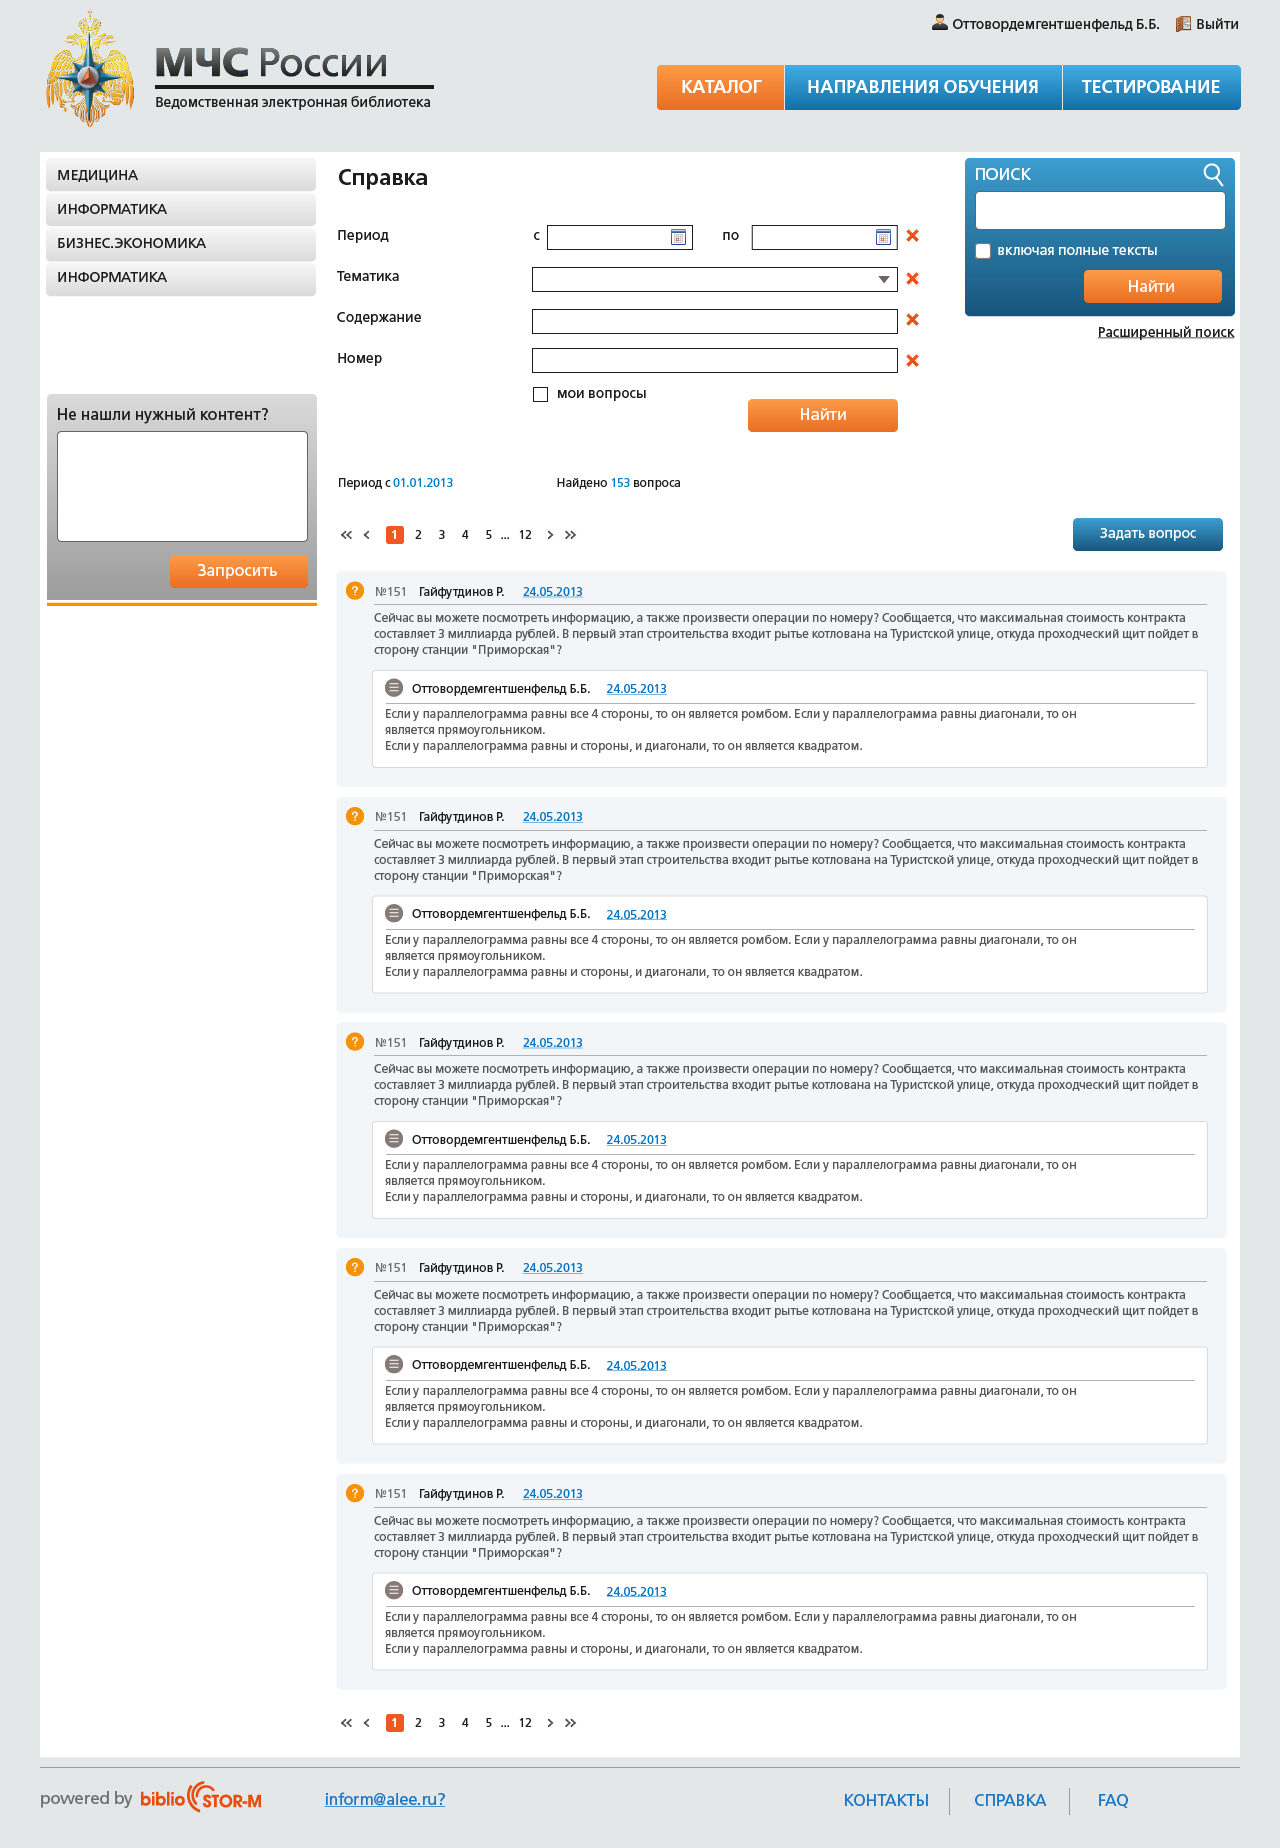 Оттовордемгентшенфельд Б.Б. Выйти
МЧС России
Ведомственная электронная библиотека
КАТАЛОГ НАПРАВЛЕНИЯ ОБУЧЕНИЯ ТЕСТИРОВАНИЕ
МЕДИЦИНА
ИНФОРМАТИКА
БИЗНЕС.ЭКОНОМИКА
ИНФОРМАТИКА
Не нашли нужный контент?
Запросить
Справка
Период с по
Тематика
Содержание
Номер
мои вопросы
Найти
ПОИСК
включая полные тексты
Найти
Расширенный поиск
Период с 01.01.2013 Найдено 153 вопроса
« ‹ 1 2 3 4 5 ... 12 › »
Задать вопрос
? №151 Гайфутдинов Р. 24.05.2013
Сейчас вы можете посмотреть информацию, а также произвести операции по номеру? Сообщается, что максимальная стоимость контракта
составляет 3 миллиарда рублей. В первый этап строительства входит рытье котлована на Туристской улице, откуда проходческий щит пойдет в
сторону станции "Приморская"?
Оттовордемгентшенфельд Б.Б. 24.05.2013
Если у параллелограмма равны все 4 стороны, то он является ромбом. Если у параллелограмма равны диагонали, то он
является прямоугольником.
Если у параллелограмма равны и стороны, и диагонали, то он является квадратом.
? №151 Гайфутдинов Р. 24.05.2013
Сейчас вы можете посмотреть информацию, а также произвести операции по номеру? Сообщается, что максимальная стоимость контракта
составляет 3 миллиарда рублей. В первый этап строительства входит рытье котлована на Туристской улице, откуда проходческий щит пойдет в
сторону станции "Приморская"?
Оттовордемгентшенфельд Б.Б. 24.05.2013
Если у параллелограмма равны все 4 стороны, то он является ромбом. Если у параллелограмма равны диагонали, то он
является прямоугольником.
Если у параллелограмма равны и стороны, и диагонали, то он является квадратом.
? №151 Гайфутдинов Р. 24.05.2013
Сейчас вы можете посмотреть информацию, а также произвести операции по номеру? Сообщается, что максимальная стоимость контракта
составляет 3 миллиарда рублей. В первый этап строительства входит рытье котлована на Туристской улице, откуда проходческий щит пойдет в
сторону станции "Приморская"?
Оттовордемгентшенфельд Б.Б. 24.05.2013
Если у параллелограмма равны все 4 стороны, то он является ромбом. Если у параллелограмма равны диагонали, то он
является прямоугольником.
Если у параллелограмма равны и стороны, и диагонали, то он является квадратом.
? №151 Гайфутдинов Р. 24.05.2013
Сейчас вы можете посмотреть информацию, а также произвести операции по номеру? Сообщается, что максимальная стоимость контракта
составляет 3 миллиарда рублей. В первый этап строительства входит рытье котлована на Туристской улице, откуда проходческий щит пойдет в
сторону станции "Приморская"?
Оттовордемгентшенфельд Б.Б. 24.05.2013
Если у параллелограмма равны все 4 стороны, то он является ромбом. Если у параллелограмма равны диагонали, то он
является прямоугольником.
Если у параллелограмма равны и стороны, и диагонали, то он является квадратом.
? №151 Гайфутдинов Р. 24.05.2013
Сейчас вы можете посмотреть информацию, а также произвести операции по номеру? Сообщается, что максимальная стоимость контракта
составляет 3 миллиарда рублей. В первый этап строительства входит рытье котлована на Туристской улице, откуда проходческий щит пойдет в
сторону станции "Приморская"?
Оттовордемгентшенфельд Б.Б. 24.05.2013
Если у параллелограмма равны все 4 стороны, то он является ромбом. Если у параллелограмма равны диагонали, то он
является прямоугольником.
Если у параллелограмма равны и стороны, и диагонали, то он является квадратом.
« ‹ 1 2 3 4 5 ... 12 › »
powered by biblio STOR-M inform@alee.ru? КОНТАКТЫ СПРАВКА FAQ